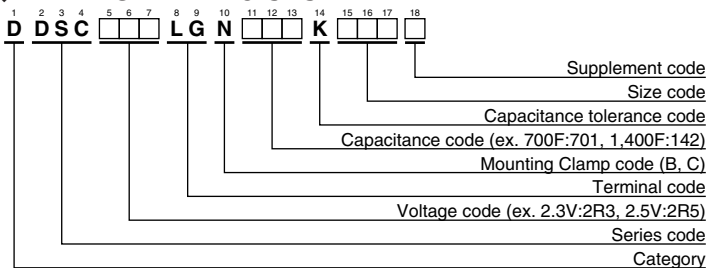 1 2 3 4 5 6 7 8 9 10 11 12 13 14 15 16 17 18
D DSC LG N K
Supplement code
Size code
Capacitance tolerance code
Capacitance code (ex. 700F:701, 1,400F:142)
Mounting Clamp code (B, C)
Terminal code
Voltage code (ex. 2.3V:2R3, 2.5V:2R5)
Series code
Category